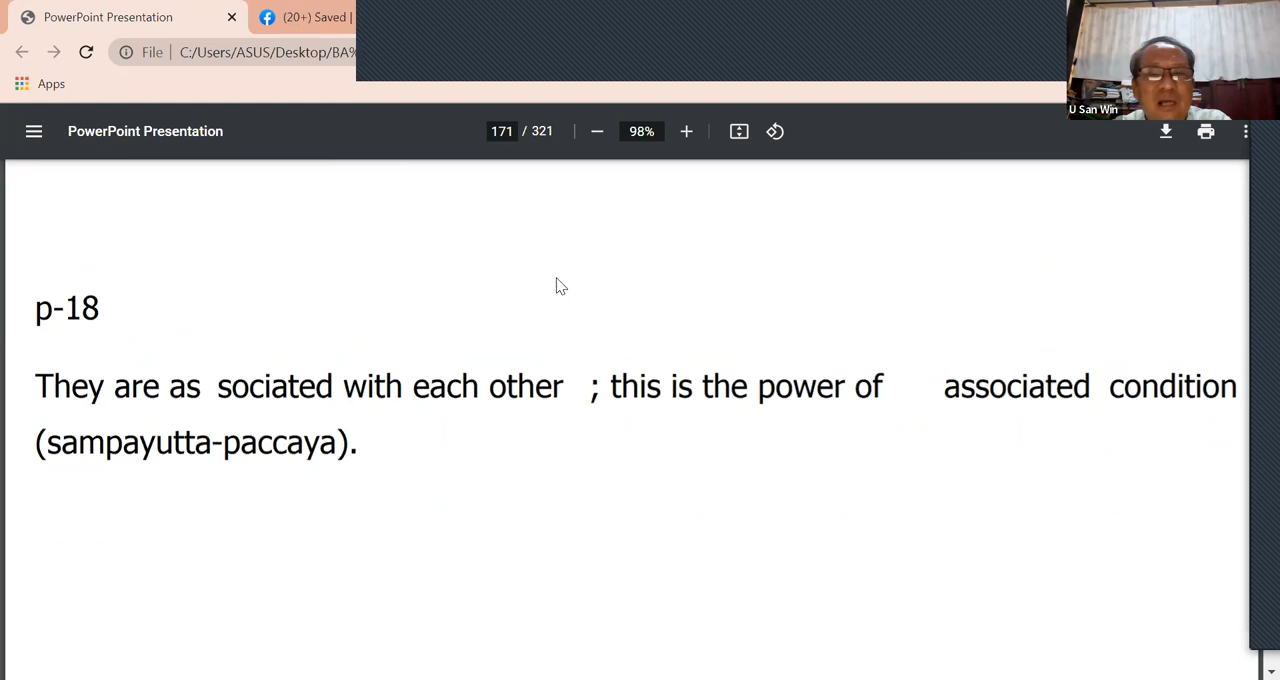 PowerPoint Presentation
(20+) Saved |
File | C:/Users/ASUS/Desktop/BA%
Apps
U San Win
PowerPoint Presentation
171 / 321
98%
p-18
They are as sociated with each other ; this is the power of associated condition
(sampayutta-paccaya).